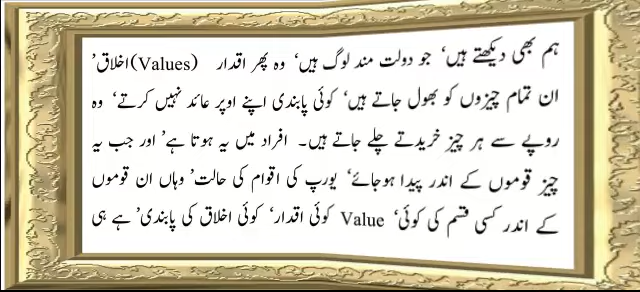 ہم بھی دیکھتے ہیں‘ جو دولت مند لوگ ہیں‘ وہ پھر اقدار (Values) اخلاق‘
ان تمام چیزوں کو بھول جاتے ہیں‘ کوئی پابندی اپنے اوپر عائد نہیں کرتے‘ وہ
روپے سے ہر چیز خریدتے چلے جاتے ہیں۔ افراد میں یہ ہوتا ہے‘ اور جب یہ
چیز قوموں کے اندر پیدا ہوجائے‘ یورپ کی اقوام کی حالت‘ وہاں ان قوموں
کے اندر کسی قسم کی کوئی‘ Value کوئی اقدار‘ کوئی اخلاق کی پابندی‘ ہے ہی